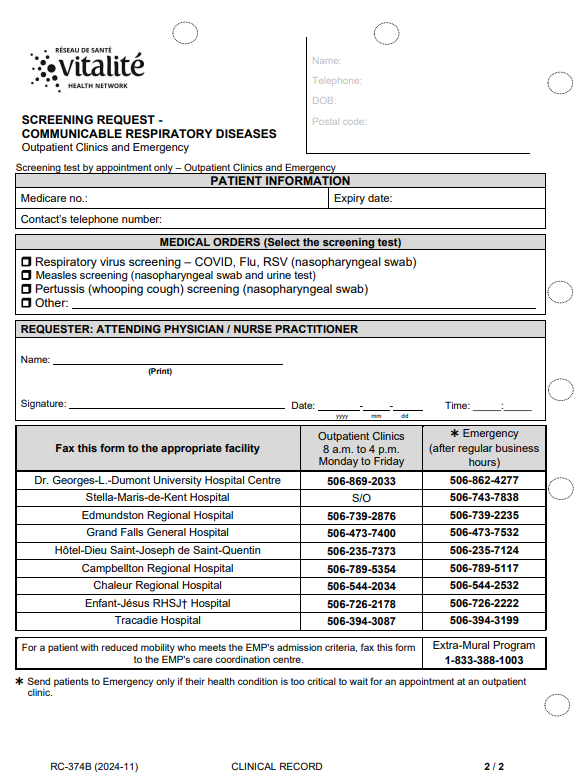 RÉSEAU DE SANTÉ
vitalité
HEALTH NETWORK
Name:
Telephone:
DOB:
Postal code:
SCREENING REQUEST -
COMMUNICABLE RESPIRATORY DISEASES
Outpatient Clinics and Emergency
Screening test by appointment only – Outpatient Clinics and Emergency
PATIENT INFORMATION
Medicare no.: Expiry date:
Contact's telephone number:
MEDICAL ORDERS (Select the screening test)
Respiratory virus screening – COVID, Flu, RSV (nasopharyngeal swab)
Measles screening (nasopharyngeal swab and urine test)
Pertussis (whooping cough) screening (nasopharyngeal swab)
Other:
REQUESTER: ATTENDING PHYSICIAN / NURSE PRACTITIONER
Name:
(Print)
Signature: Date: - - Time: :
yyyy mm dd
Fax this form to the appropriate facility
Outpatient Clinics
8 a.m. to 4 p.m.
Monday to Friday
* Emergency
(after regular business
hours)
Dr. Georges-L.-Dumont University Hospital Centre 506-869-2033 506-862-4277
Stella-Maris-de-Kent Hospital S/O 506-743-7838
Edmundston Regional Hospital 506-739-2876 506-739-2235
Grand Falls General Hospital 506-473-7400 506-473-7532
Hôtel-Dieu Saint-Joseph de Saint-Quentin 506-235-7373 506-235-7124
Campbellton Regional Hospital 506-789-5354 506-789-5117
Chaleur Regional Hospital 506-544-2034 506-544-2532
Enfant-Jésus RHSJ† Hospital 506-726-2178 506-726-2222
Tracadie Hospital 506-394-3087 506-394-3199
For a patient with reduced mobility who meets the EMP's admission criteria, fax this form
to the EMP's care coordination centre.
Extra-Mural Program
1-833-388-1003
* Send patients to Emergency only if their health condition is too critical to wait for an appointment at an outpatient
clinic.
RC-374B (2024-11) CLINICAL RECORD 2 / 2